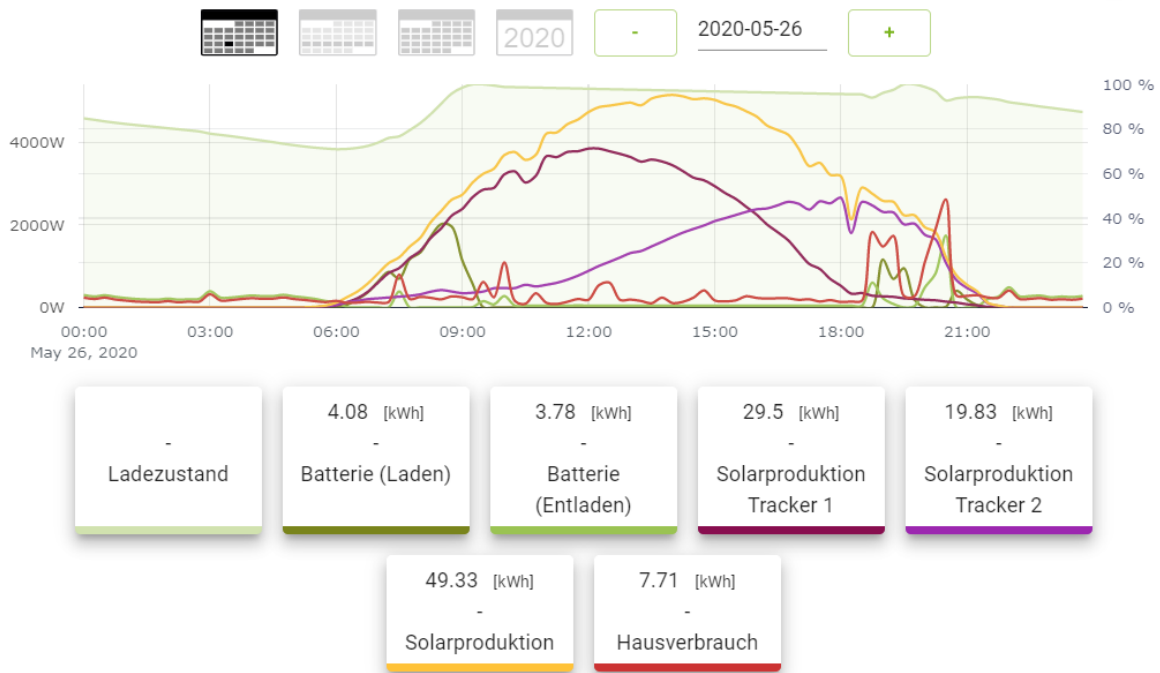 2020
-
2020-05-26
+
100 %
4000W
80 %
60 %
2000W
40 %
20 %
0W
0 %
00:00 03:00 06:00 09:00 12:00 15:00 18:00 21:00
May 26, 2020
-
Ladezustand
4.08 [kWh]
-
Batterie (Laden)
3.78 [kWh]
-
Batterie
(Entladen)
29.5 [kWh]
-
Solarproduktion
Tracker 1
19.83 [kWh]
-
Solarproduktion
Tracker 2
49.33 [kWh]
-
Solarproduktion
7.71 [kWh]
-
Hausverbrauch